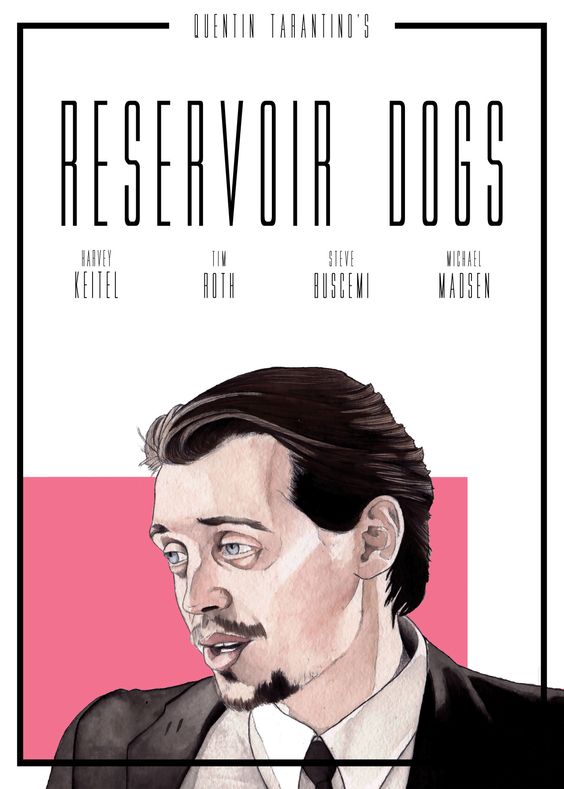 QUENTIN TARANTINO'S
RESERVOIR DOGS
HARVEY
KEITEL
TIM
ROTH
STEVE
BUSCEMI
MICHAEL
MADSEN